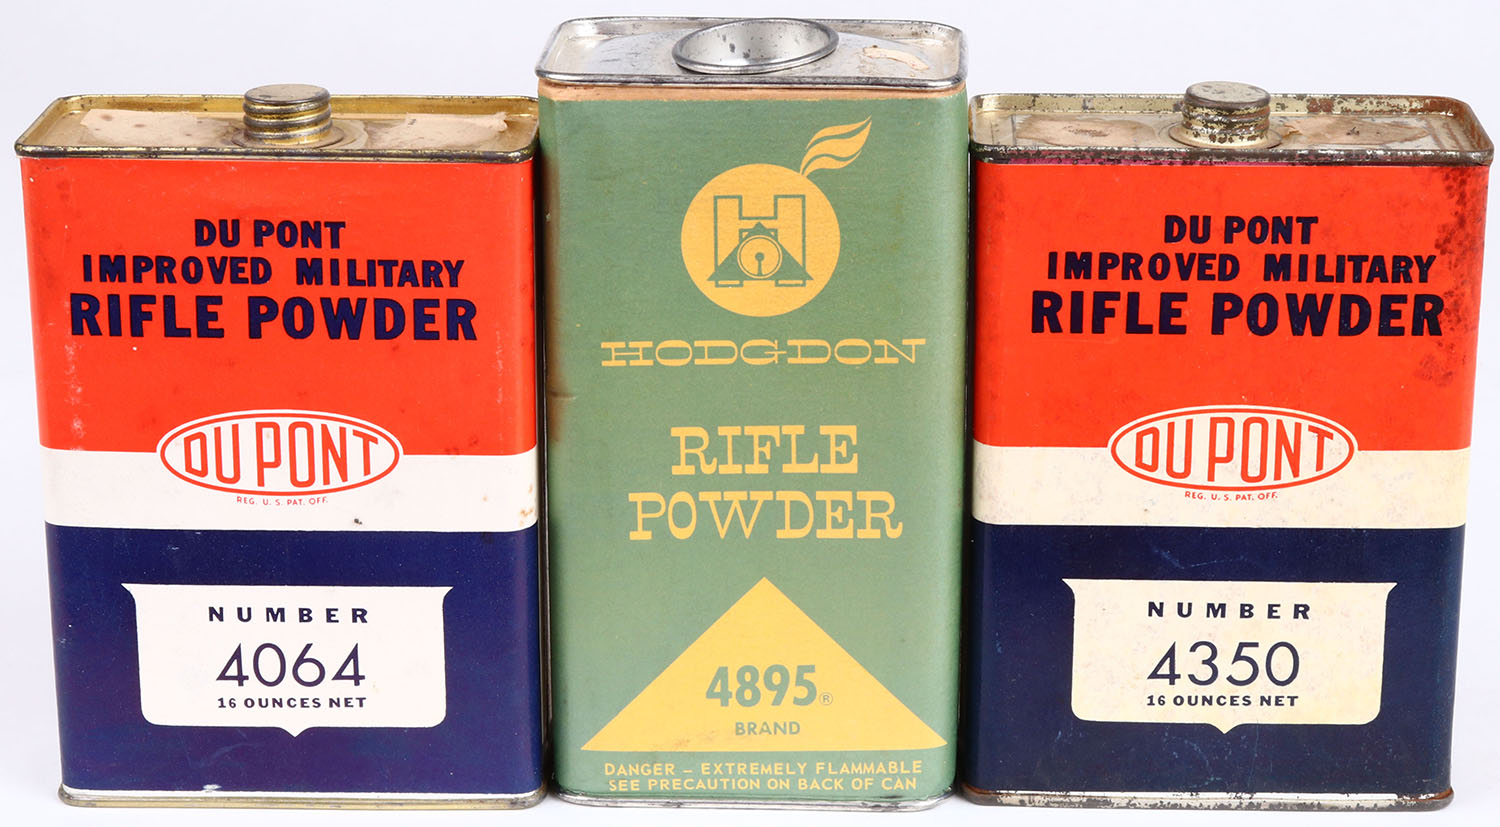 DU PONT
IMPROVED MILITARY
RIFLE POWDER
DU PONT
REG. U. S. PAT. OFF.
NUMBER
4064
16 OUNCES NET
H
HODGDON
RIFLE
POWDER
4895®
BRAND
DANGER – EXTREMELY FLAMMABLE
SEE PRECAUTION ON BACK OF CAN
DU PONT
IMPROVED MILITARY
RIFLE POWDER
DU PONT
REG. U.S. PAT. OFF.
NUMBER
4350
16 OUNCES NET